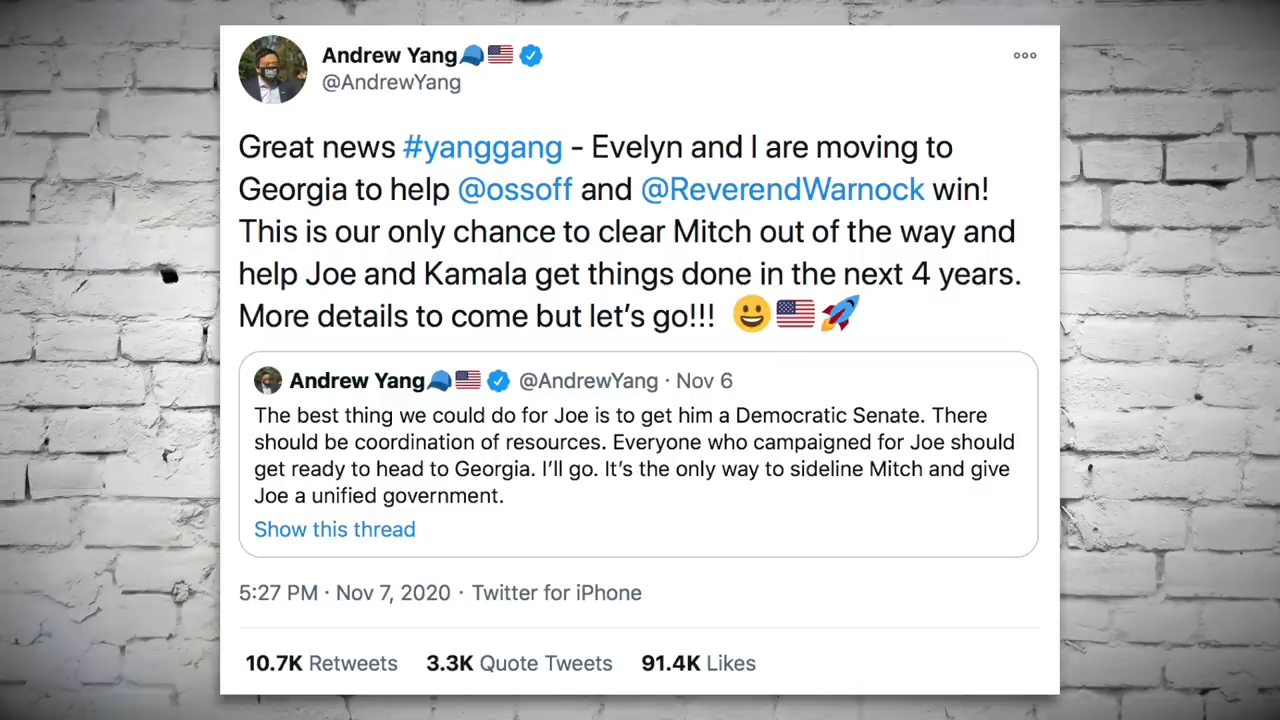 Andrew Yang🧢🇺🇸
@AndrewYang
Great news #yanggang - Evelyn and I are moving to
Georgia to help @ossoff and @ReverendWarnock win!
This is our only chance to clear Mitch out of the way and
help Joe and Kamala get things done in the next 4 years.
More details to come but let’s go!!! 😀🇺🇸🚀
Andrew Yang🧢🇺🇸 @AndrewYang · Nov 6
The best thing we could do for Joe is to get him a Democratic Senate. There
should be coordination of resources. Everyone who campaigned for Joe should
get ready to head to Georgia. I’ll go. It’s the only way to sideline Mitch and give
Joe a unified government.
Show this thread
5:27 PM · Nov 7, 2020 · Twitter for iPhone
10.7K Retweets 3.3K Quote Tweets 91.4K Likes